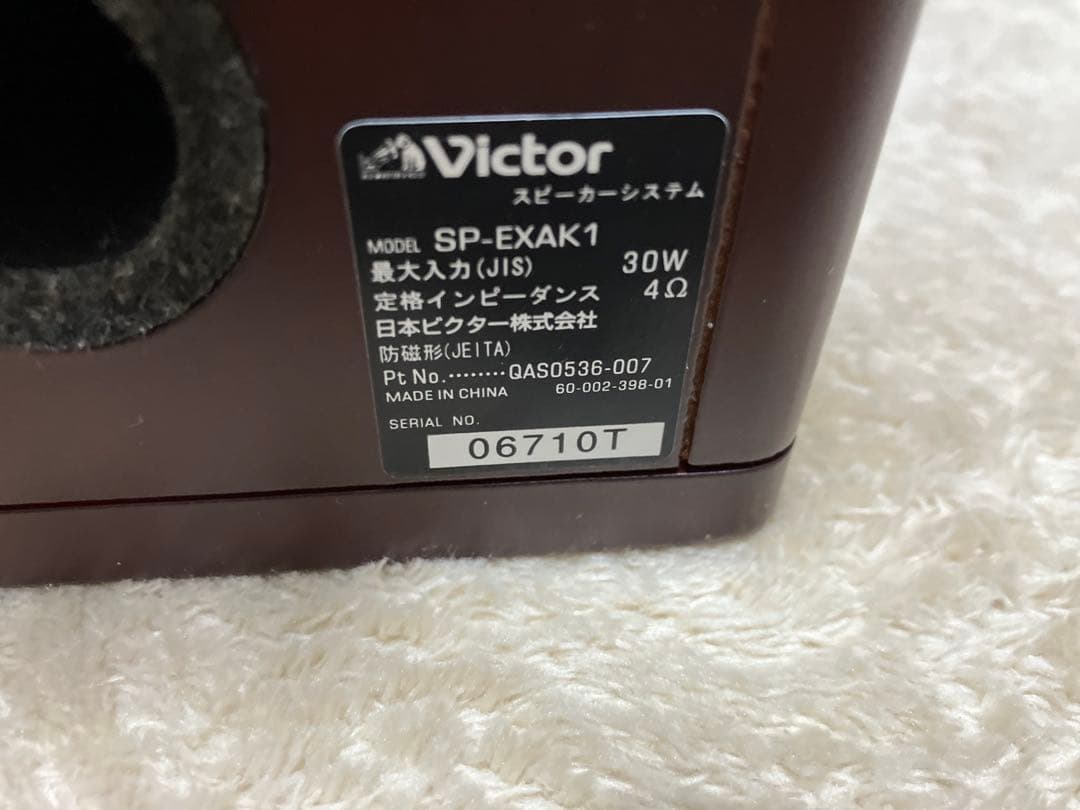 Victor
スピーカーシステム
MODEL SP-EXAK1
最大入力(JIS) 30W
定格インピーダンス 4Ω
日本ビクター株式会社
防磁形(JEITA)
Pt No.........QAS0536-007
MADE IN CHINA 60-002-398-01
SERIAL NO.
06710T